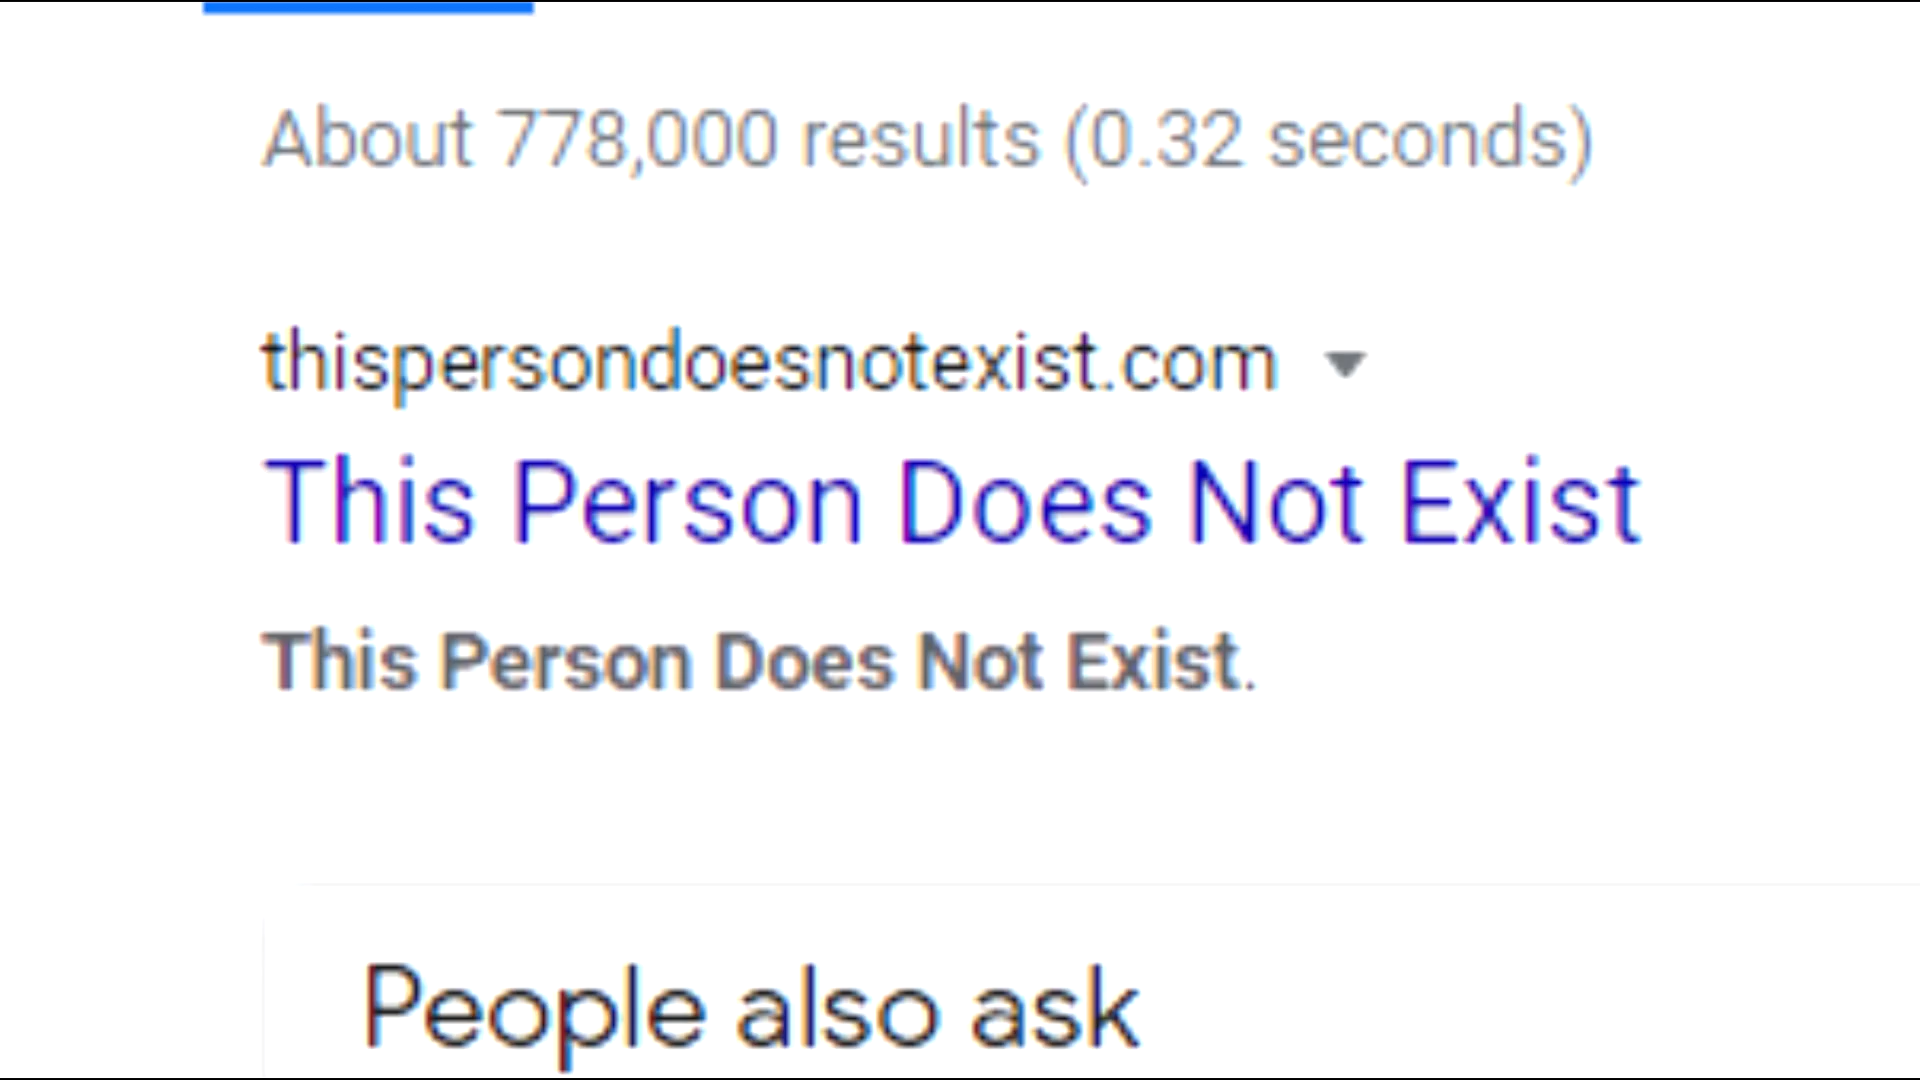 About 778,000 results (0.32 seconds)
thispersondoesnotexist.com
This Person Does Not Exist
This Person Does Not Exist.
People also ask